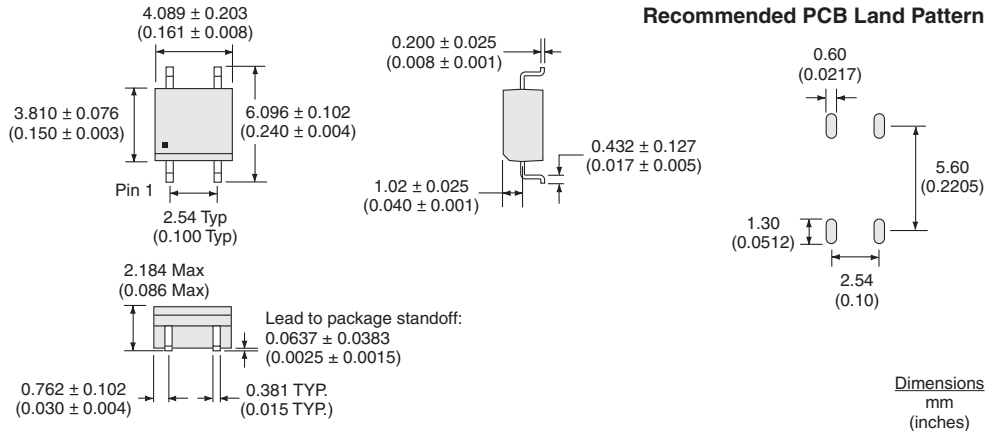 4.089 ± 0.203
(0.161 ± 0.008)
3.810 ± 0.076
(0.150 ± 0.003)
6.096 ± 0.102
(0.240 ± 0.004)
Pin 1
2.54 Typ
(0.100 Typ)
0.200 ± 0.025
(0.008 ± 0.001)
0.432 ± 0.127
(0.017 ± 0.005)
1.02 ± 0.025
(0.040 ± 0.001)
Recommended PCB Land Pattern
0.60
(0.0217)
5.60
(0.2205)
1.30
(0.0512)
2.54
(0.10)
2.184 Max
(0.086 Max)
Lead to package standoff:
0.0637 ± 0.0383
(0.0025 ± 0.0015)
0.762 ± 0.102
(0.030 ± 0.004)
0.381 TYP.
(0.015 TYP.)
Dimensions
mm
(inches)